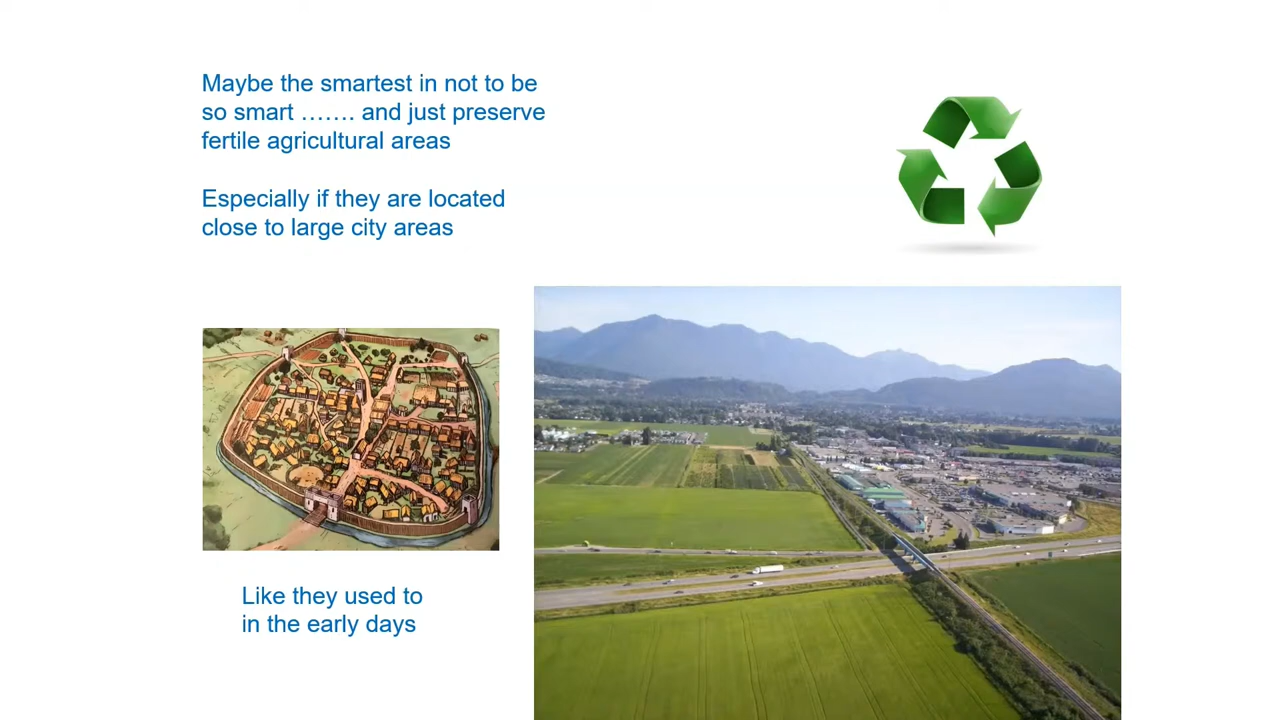 Maybe the smartest in not to be
so smart ……. and just preserve
fertile agricultural areas
Especially if they are located
close to large city areas
Like they used to
in the early days